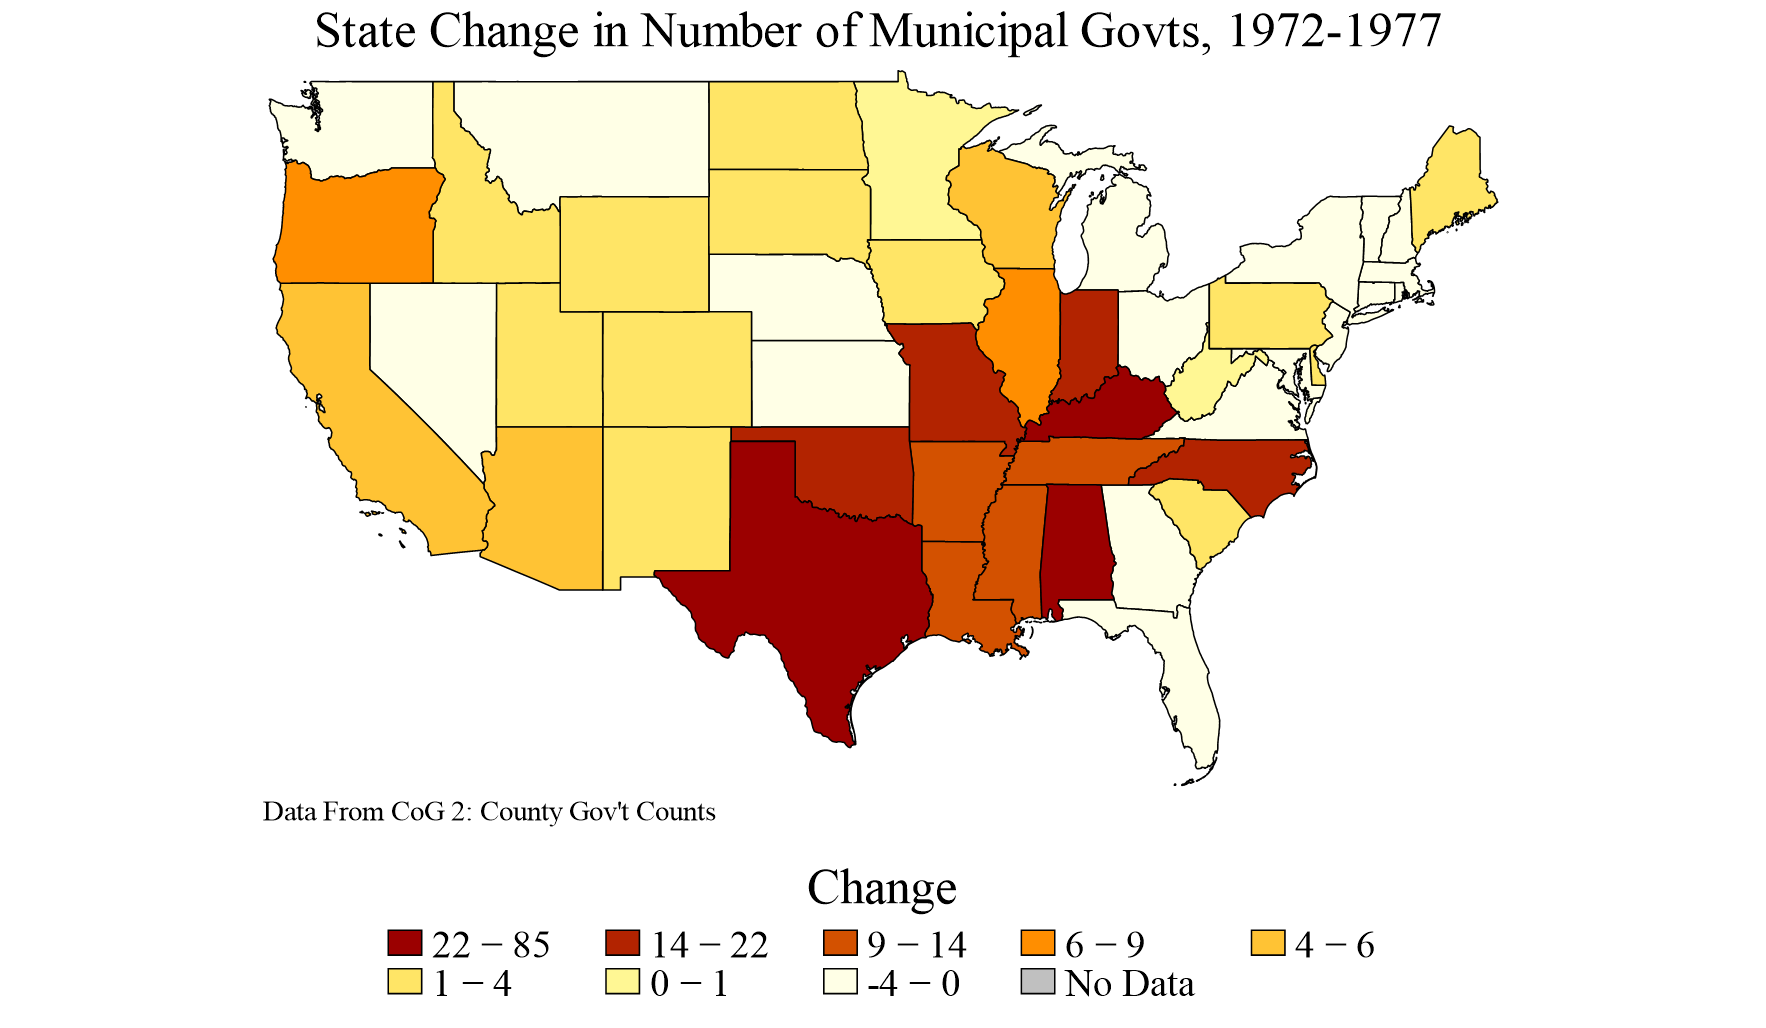 State Change in Number of Municipal Govts, 1972-1977
Data From CoG 2: County Gov't Counts
Change
22 – 85 14 – 22 9 – 14 6 – 9 4 – 6
1 – 4 0 – 1 -4 – 0 No Data